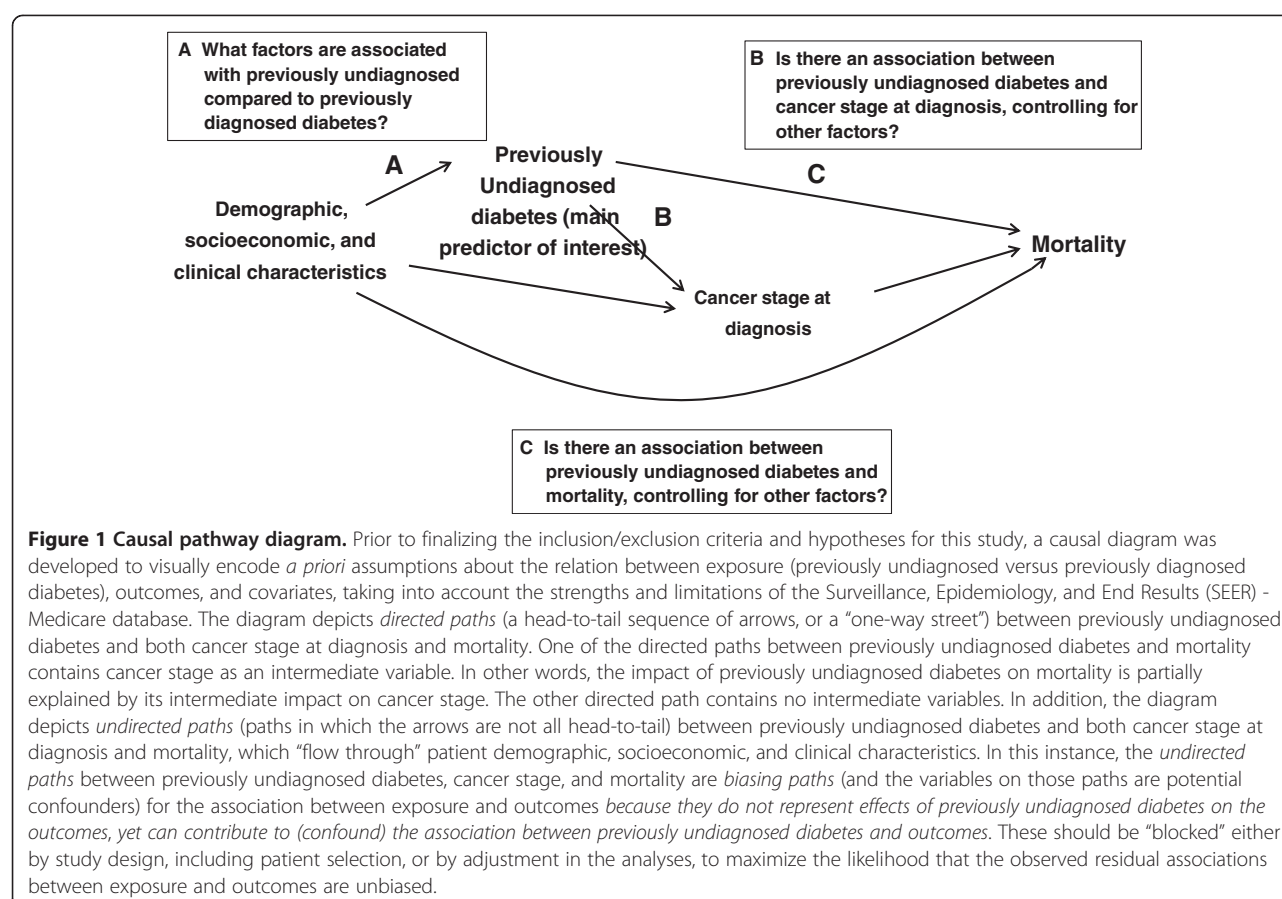 A What factors are associated
with previously undiagnosed
compared to previously
diagnosed diabetes?
B Is there an association between
previously undiagnosed diabetes and
cancer stage at diagnosis, controlling for
other factors?
A
Previously
Undiagnosed
diabetes (main
predictor of interest)
B
C
Demographic,
socioeconomic, and
clinical characteristics
Mortality
Cancer stage at
diagnosis
C Is there an association between
previously undiagnosed diabetes and
mortality, controlling for other factors?
Figure 1 Causal pathway diagram. Prior to finalizing the inclusion/exclusion criteria and hypotheses for this study, a causal diagram was
developed to visually encode a priori assumptions about the relation between exposure (previously undiagnosed versus previously diagnosed
diabetes), outcomes, and covariates, taking into account the strengths and limitations of the Surveillance, Epidemiology, and End Results (SEER) -
Medicare database. The diagram depicts directed paths (a head-to-tail sequence of arrows, or a “one-way street”) between previously undiagnosed
diabetes and both cancer stage at diagnosis and mortality. One of the directed paths between previously undiagnosed diabetes and mortality
contains cancer stage as an intermediate variable. In other words, the impact of previously undiagnosed diabetes on mortality is partially
explained by its intermediate impact on cancer stage. The other directed path contains no intermediate variables. In addition, the diagram
depicts undirected paths (paths in which the arrows are not all head-to-tail) between previously undiagnosed diabetes and both cancer stage at
diagnosis and mortality, which “flow through” patient demographic, socioeconomic, and clinical characteristics. In this instance, the undirected
paths between previously undiagnosed diabetes, cancer stage, and mortality are biasing paths (and the variables on those paths are potential
confounders) for the association between exposure and outcomes because they do not represent effects of previously undiagnosed diabetes on the
outcomes, yet can contribute to (confound) the association between previously undiagnosed diabetes and outcomes. These should be “blocked” either
by study design, including patient selection, or by adjustment in the analyses, to maximize the likelihood that the observed residual associations
between exposure and outcomes are unbiased.